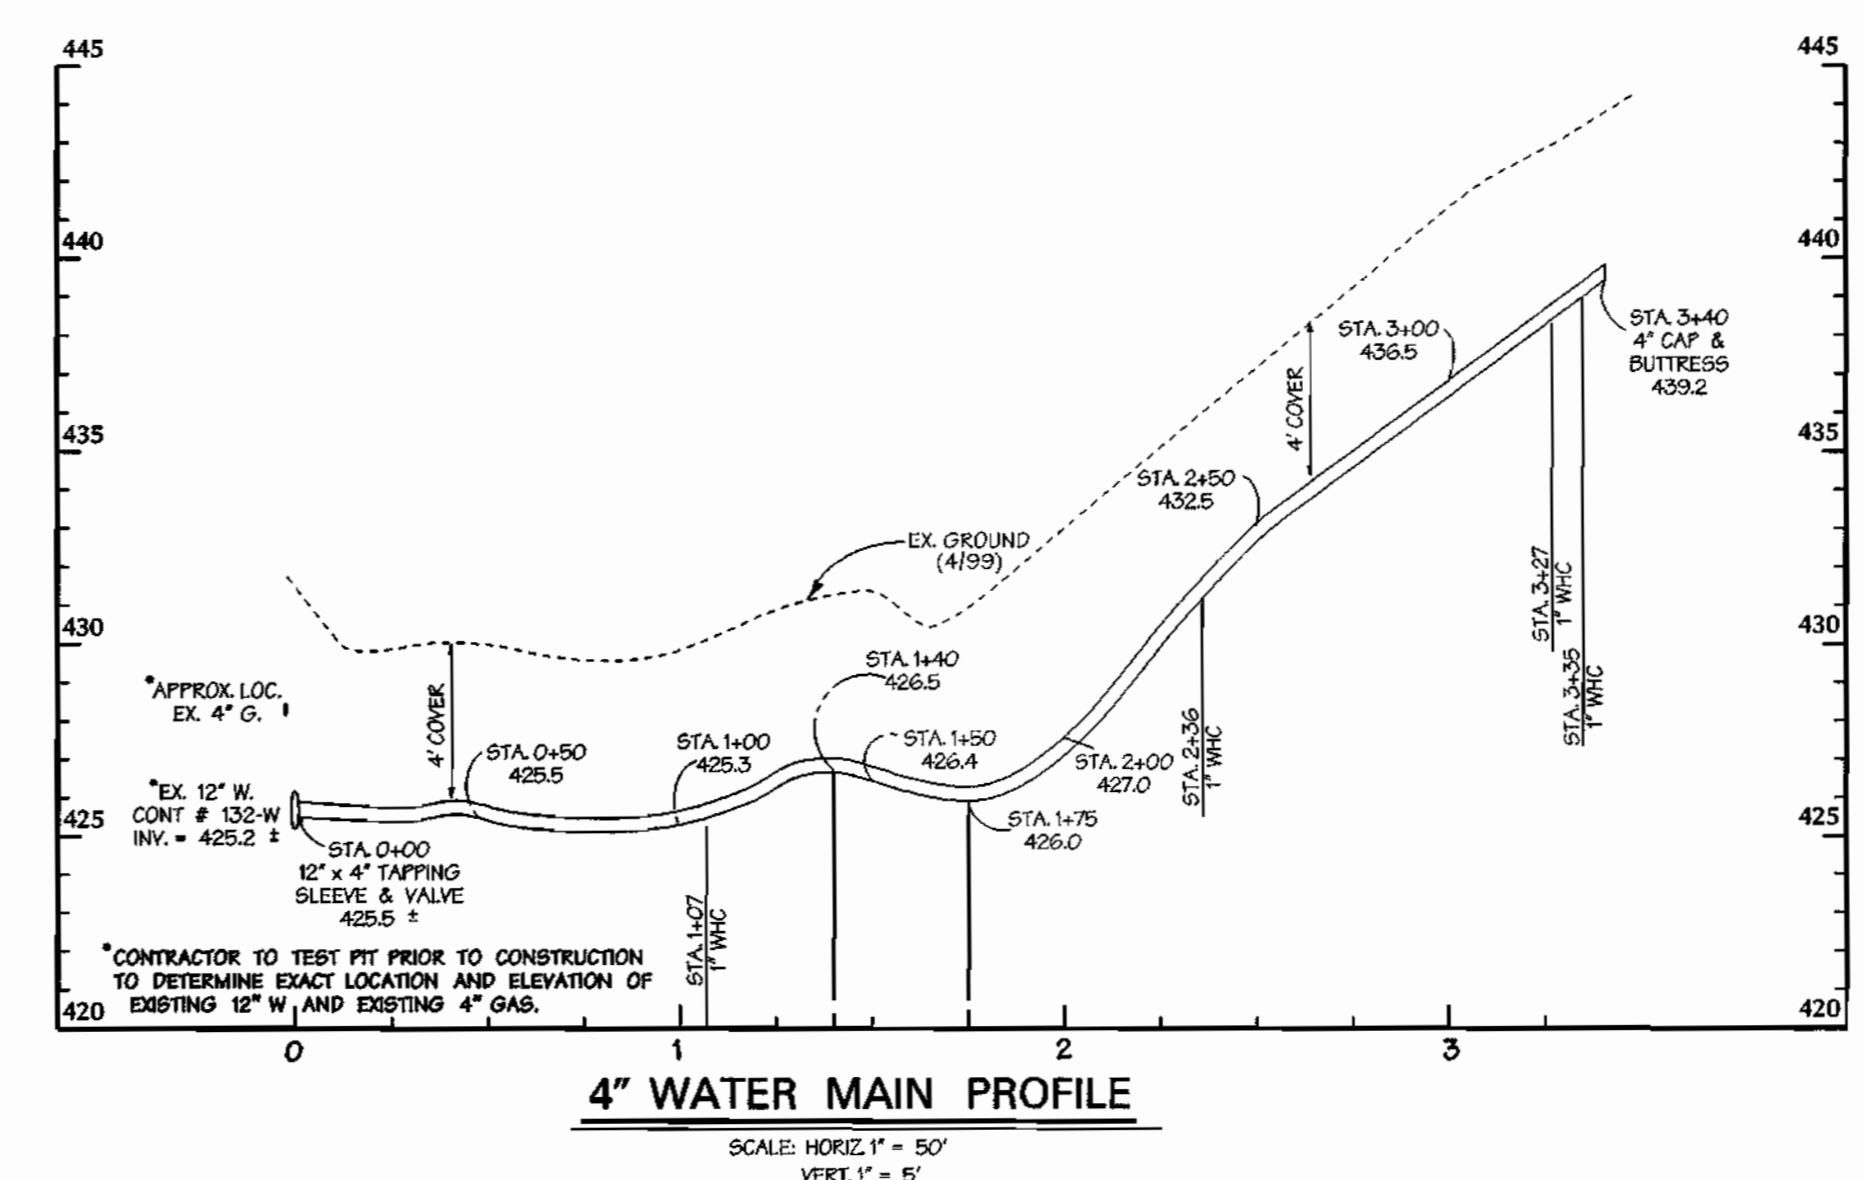 445
445
440
440
435
435
430
430
425
425
420
420
EX. GROUND
(4/99)
4' COVER
4' COVER
*APPROX. LOC.
EX. 4" G.
*EX. 12" W.
CONT # 132-W
INV. = 425.2 ±
STA. 0+00
12" x 4" TAPPING
SLEEVE & VALVE
425.5 ±
STA. 0+50
425.5
STA. 1+00
425.3
STA. 1+07
1" WHC
STA. 1+40
426.5
STA. 1+50
426.4
STA. 1+75
426.0
STA. 2+00
427.0
STA. 2+36
1" WHC
STA. 2+50
432.5
STA. 3+00
436.5
STA. 3+27
1" WHC
STA. 3+35
1" WHC
STA. 3+40
4" CAP &
BUTTRESS
439.2
*CONTRACTOR TO TEST PIT PRIOR TO CONSTRUCTION
TO DETERMINE EXACT LOCATION AND ELEVATION OF
EXISTING 12" W AND EXISTING 4" GAS.
0
1
2
3
4" WATER MAIN PROFILE
SCALE: HORIZ. 1" = 50'
VERT. 1" = 5'